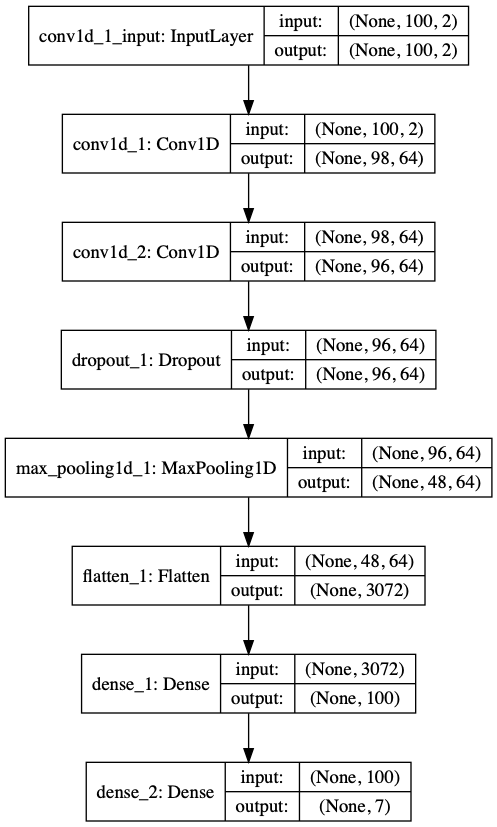 conv1d_1_input: InputLayer
input: (None, 100, 2)
output: (None, 100, 2)
conv1d_1: Conv1D
input: (None, 100, 2)
output: (None, 98, 64)
conv1d_2: Conv1D
input: (None, 98, 64)
output: (None, 96, 64)
dropout_1: Dropout
input: (None, 96, 64)
output: (None, 96, 64)
max_pooling1d_1: MaxPooling1D
input: (None, 96, 64)
output: (None, 48, 64)
flatten_1: Flatten
input: (None, 48, 64)
output: (None, 3072)
dense_1: Dense
input: (None, 3072)
output: (None, 100)
dense_2: Dense
input: (None, 100)
output: (None, 7)